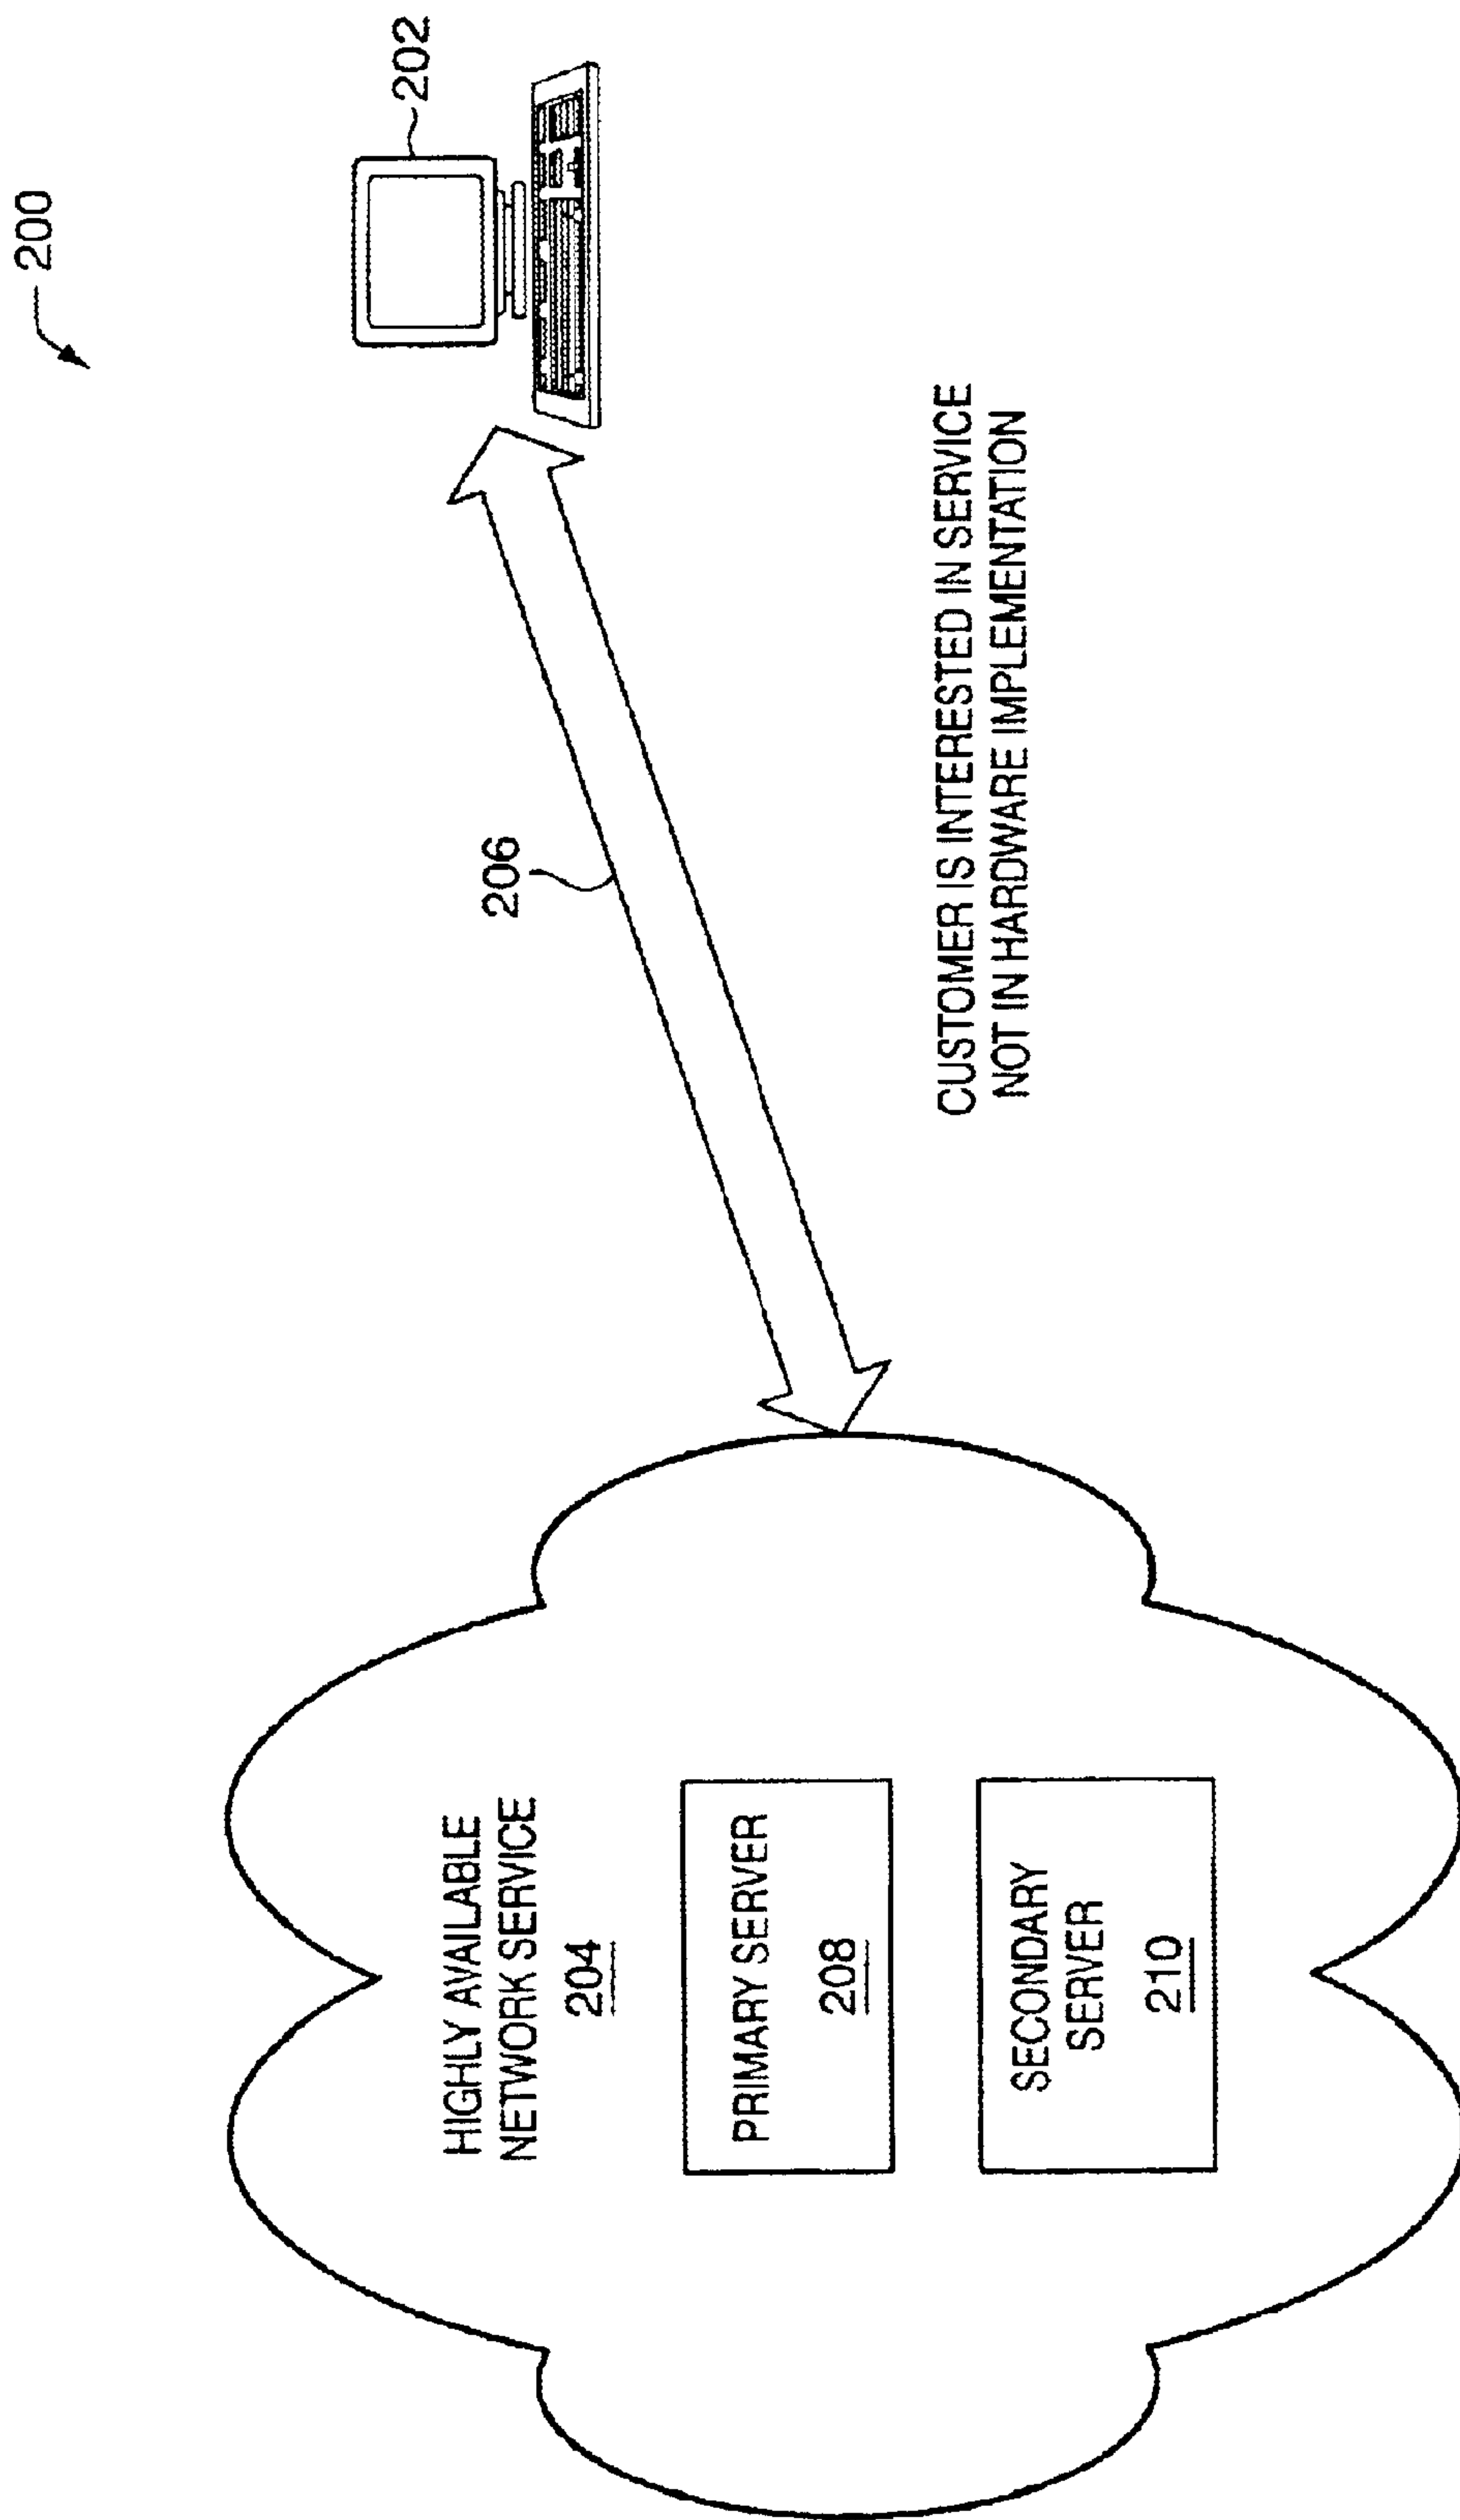 200
202
206
HIGHLY AVAILABLE
NETWORK SERVICE
204
PRIMARY SERVER
208
SECONDARY
SERVER
210
CUSTOMER IS INTERESTED IN SERVICE
NOT IN HARDWARE IMPLEMENTATION